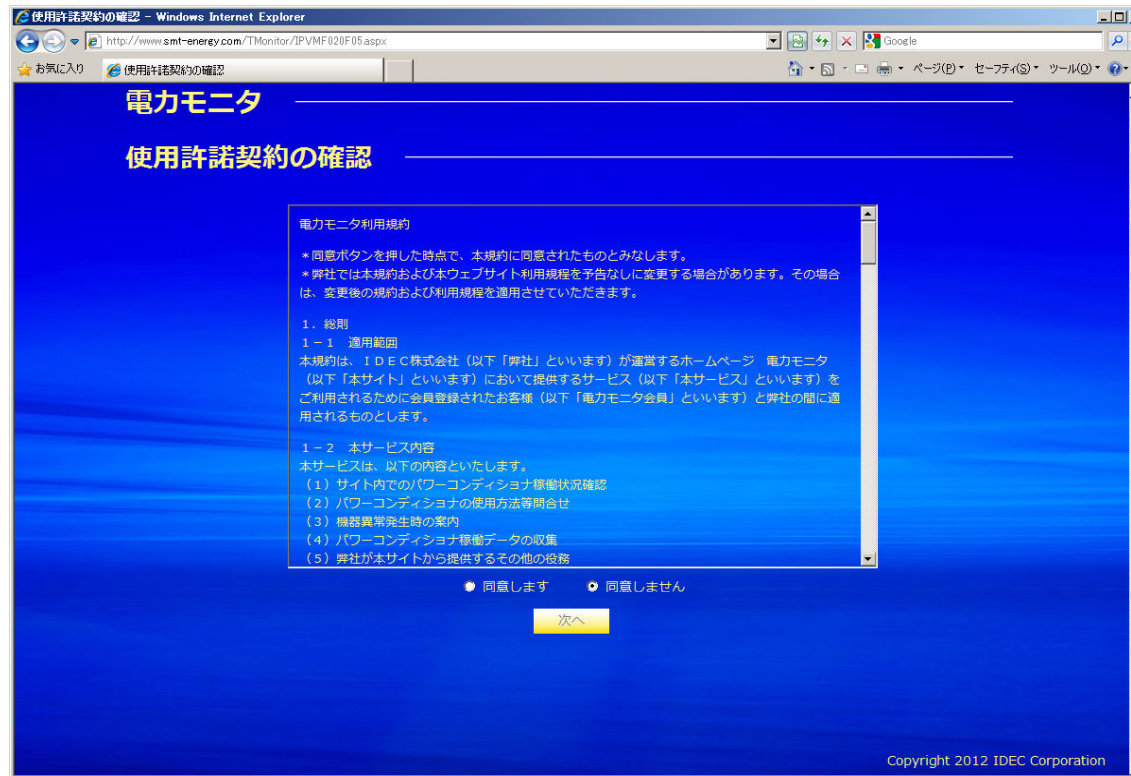 使用許諾契約の確認 - Windows Internet Explorer
http://www.smt-energy.com/TMonitor/IPVMF020F05.aspx
Google
お気に入り
使用許諾契約の確認
ページ(P)
セーフティ(S)
ツール(O)
電力モニタ
使用許諾契約の確認
電力モニタ利用規約
＊同意ボタンを押した時点で、本規約に同意されたものとみなします。
＊弊社では本規約および本ウェブサイト利用規程を予告なしに変更する場合があります。その場合
は、変更後の規約および利用規程を適用させていただきます。
１．総則
１－１　適用範囲
本規約は、ＩＤＥＣ株式会社（以下「弊社」といいます）が運営するホームページ　電力モニタ
（以下「本サイト」といいます）において提供するサービス（以下「本サービス」といいます）を
ご利用されるために会員登録されたお客様（以下「電力モニタ会員」といいます）と弊社の間に適
用されるものとします。
１－２　本サービス内容
本サービスは、以下の内容といたします。
（１）サイト内でのパワーコンディショナ稼働状況確認
（２）パワーコンディショナの使用方法等問合せ
（３）機器異常発生時の案内
（４）パワーコンディショナ稼働データの収集
（５）弊社が本サイトから提供するその他の役務
同意します
同意しません
次へ
Copyright 2012 IDEC Corporation